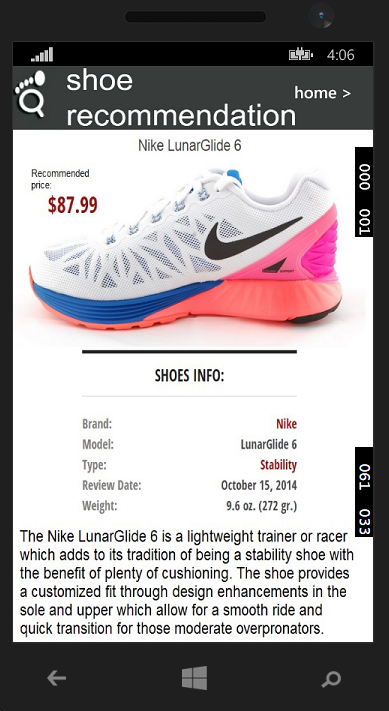 4:06
shoe
recommendation
home >
Nike LunarGlide 6
Recommended
price:
$87.99
000 001
SHOES INFO:
Brand: Nike
Model: LunarGlide 6
Type: Stability
Review Date: October 15, 2014
Weight: 9.6 oz. (272 gr.)
061 033
The Nike LunarGlide 6 is a lightweight trainer or racer
which adds to its tradition of being a stability shoe with
the benefit of plenty of cushioning. The shoe provides
a customized fit through design enhancements in the
sole and upper which allow for a smooth ride and
quick transition for those moderate overpronators.